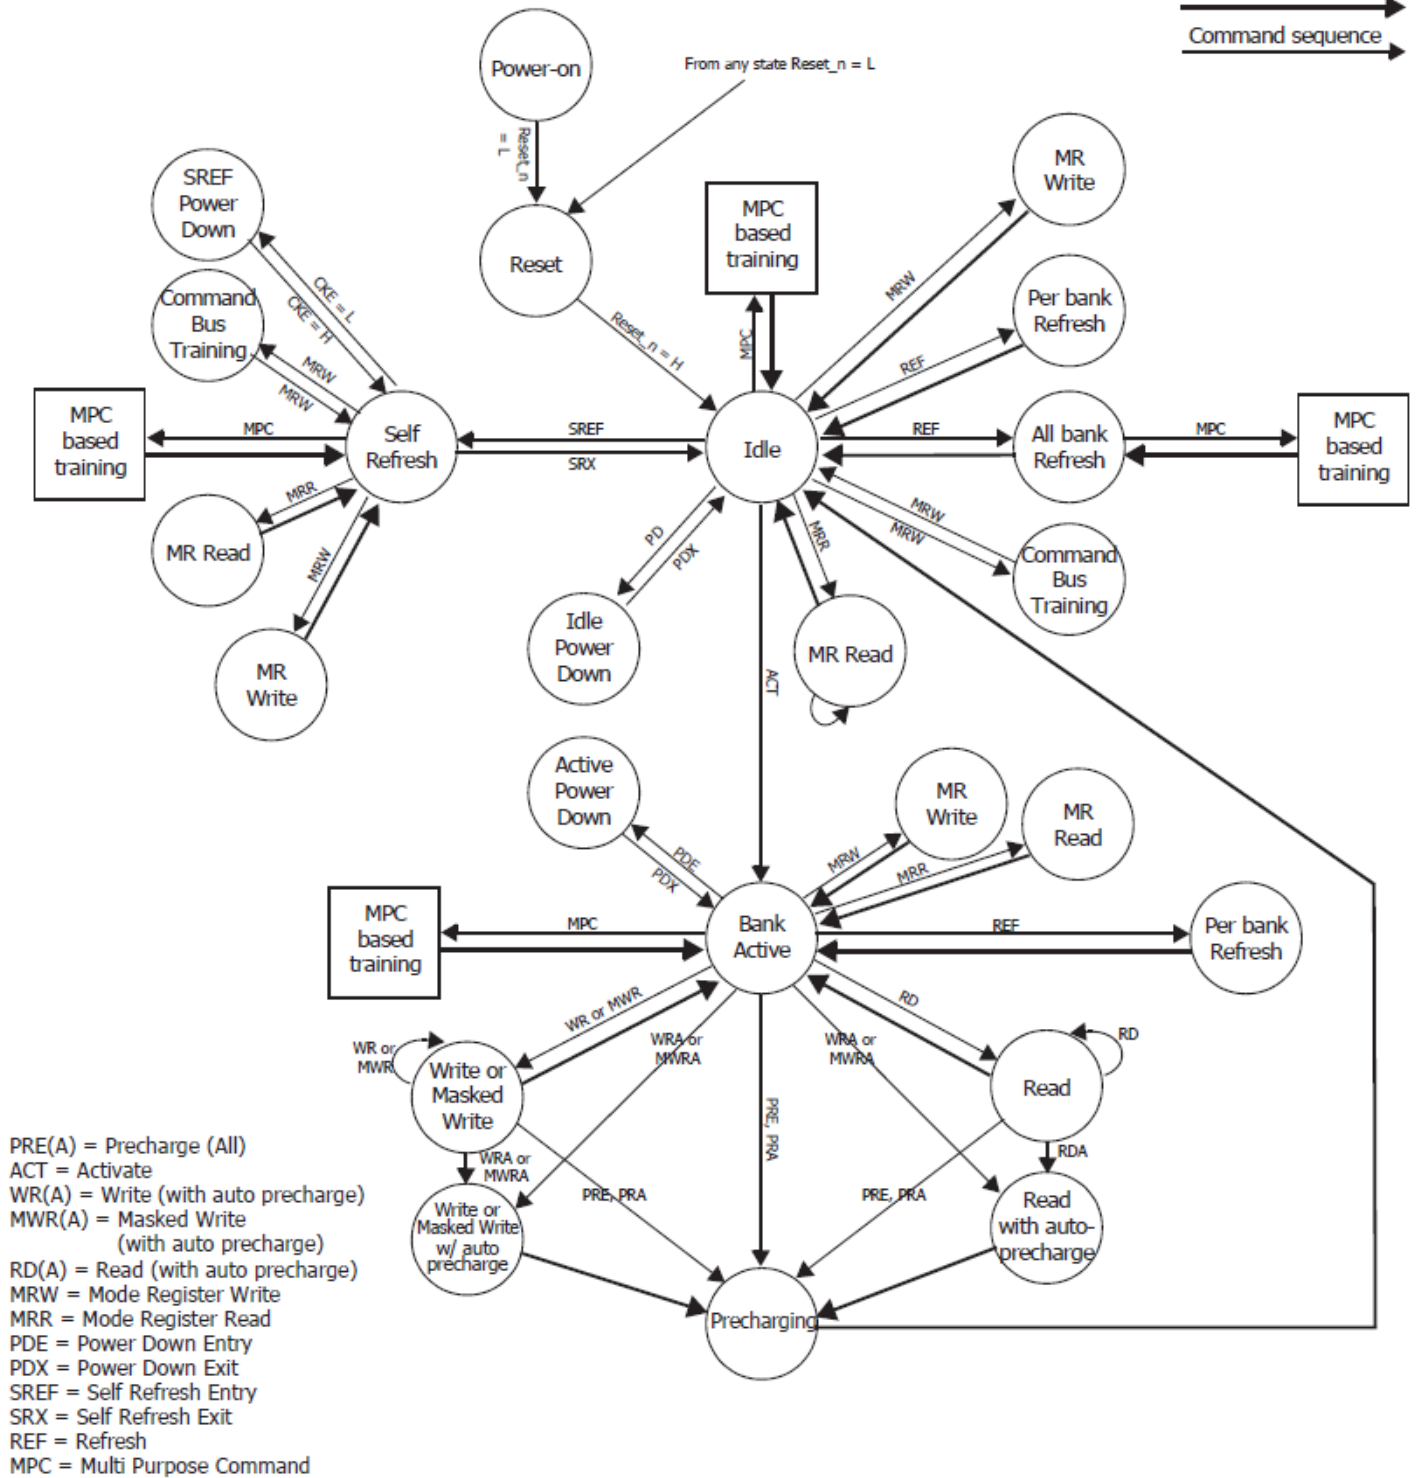 Command sequence
Power-on
From any state Reset_n = L
Reset_n
= L
MR
Write
SREF
Power
Down
MPC
based
training
Reset
Per bank
Refresh
CKE = L
CKE = H
Command
Bus
Training
MRW
Reset_n = H
MPC
REF
MRW
MRW
MPC
based
training
MPC
Self
Refresh
SREF
SRX
Idle
REF
All bank
Refresh
MPC
MPC
based
training
MRR
MRW
MRW
MR Read
MRW
PD
PDX
MRR
Command
Bus
Training
MR
Write
Idle
Power
Down
MR Read
ACT
Active
Power
Down
MR
Write
MR
Read
PDE
PDX
MRW
MRR
MPC
based
training
MPC
Bank
Active
REF
Per bank
Refresh
WR or MWR
RD
WR or
MWR
WRA or
MWRA
WRA or
MWRA
RD
Write or
Masked
Write
Read
PRE, PRA
WRA or
MWRA
RDA
PRE, PRA
PRE, PRA
Write or
Masked Write
w/ auto
precharge
Read
with auto-
precharge
Precharging
PRE(A) = Precharge (All)
ACT = Activate
WR(A) = Write (with auto precharge)
MWR(A) = Masked Write
(with auto precharge)
RD(A) = Read (with auto precharge)
MRW = Mode Register Write
MRR = Mode Register Read
PDE = Power Down Entry
PDX = Power Down Exit
SREF = Self Refresh Entry
SRX = Self Refresh Exit
REF = Refresh
MPC = Multi Purpose Command